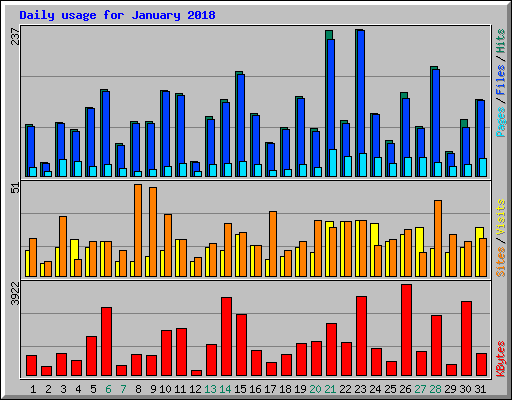 Daily usage for January 2018
237
Pages / Files / Hits
51
Sites / Visits
3922
KBytes
1 2 3 4 5 6 7 8 9 10 11 12 13 14 15 16 17 18 19 20 21 22 23 24 25 26 27 28 29 30 31